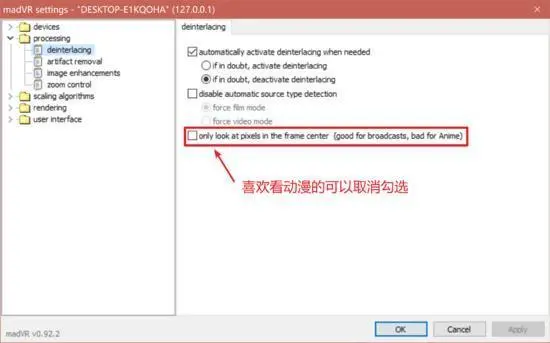 madVR settings - "DESKTOP-E1KQOHA" (127.0.0.1)
devices
processing
deinterlacing
artifact removal
image enhancements
zoom control
scaling algorithms
rendering
user interface
deinterlacing
automatically activate deinterlacing when needed
if in doubt, activate deinterlacing
if in doubt, deactivate deinterlacing
disable automatic source type detection
force film mode
force video mode
only look at pixels in the frame center (good for broadcasts, bad for Anime)
喜欢看动漫的可以取消勾选
madVR v0.92.2
OK
Cancel
Apply